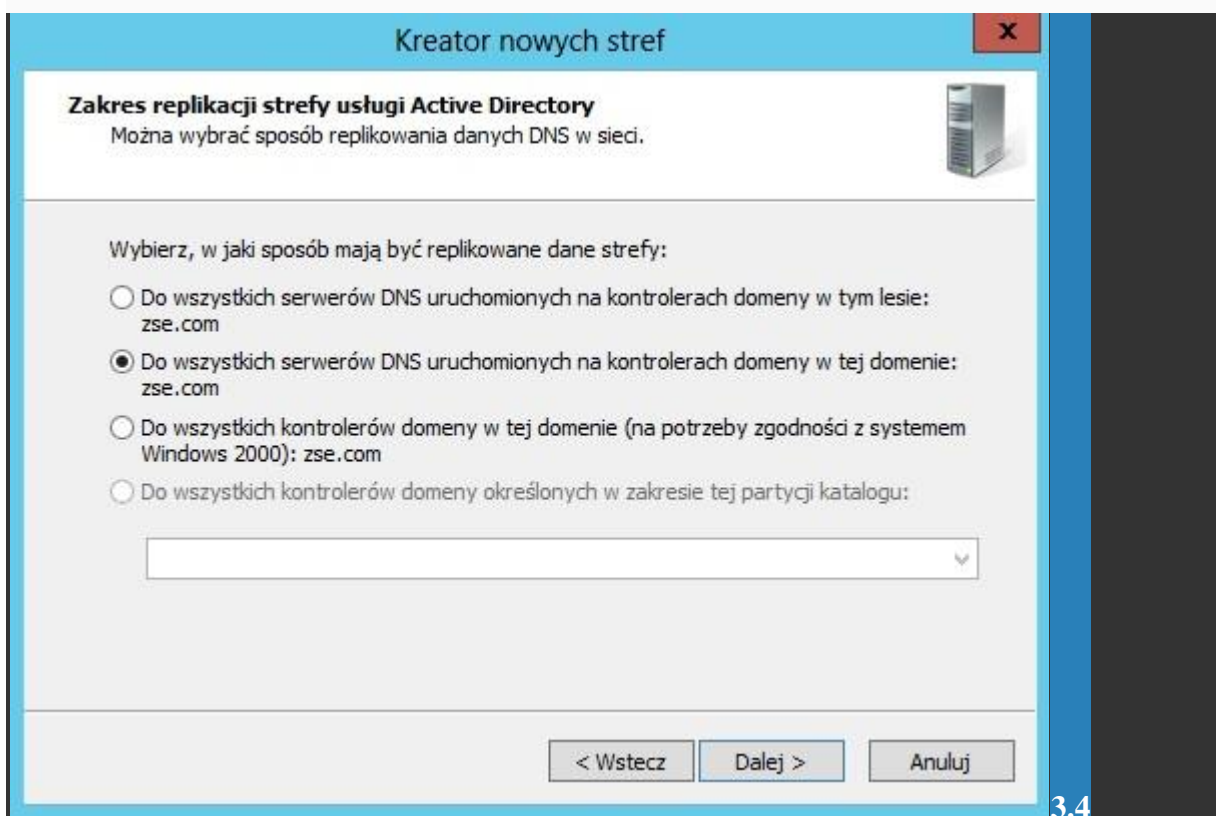 Kreator nowych stref
x
Zakres replikacji strefy usługi Active Directory
Można wybrać sposób replikowania danych DNS w sieci.
Wybierz, w jaki sposób mają być replikowane dane strefy:
Do wszystkich serwerów DNS uruchomionych na kontrolerach domeny w tym lesie:
zse.com
Do wszystkich serwerów DNS uruchomionych na kontrolerach domeny w tej domenie:
zse.com
Do wszystkich kontrolerów domeny w tej domenie (na potrzeby zgodności z systemem
Windows 2000): zse.com
Do wszystkich kontrolerów domeny określonych w zakresie tej partycji katalogu:
< Wstecz Dalej > Anuluj
3.4